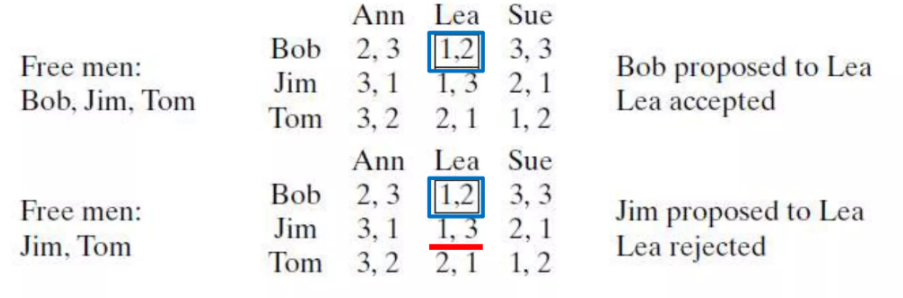 Ann Lea Sue
Free men:
Bob, Jim, Tom
Bob 2, 3 1,2 3, 3
Jim 3, 1 1, 3 2, 1
Tom 3, 2 2, 1 1, 2
Bob proposed to Lea
Lea accepted
Ann Lea Sue
Free men:
Jim, Tom
Bob 2, 3 1,2 3, 3
Jim 3, 1 1, 3 2, 1
Tom 3, 2 2, 1 1, 2
Jim proposed to Lea
Lea rejected